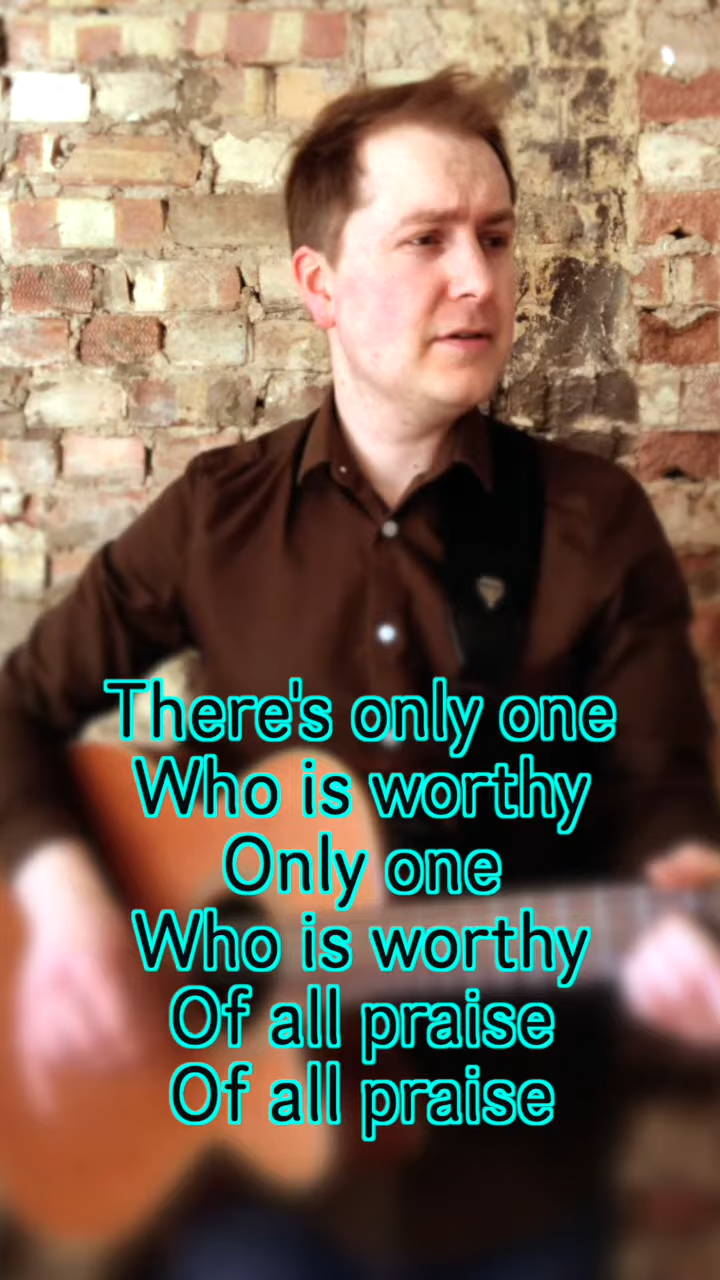 There's only one
Who is worthy
Only one
Who is worthy
Of all praise
Of all praise